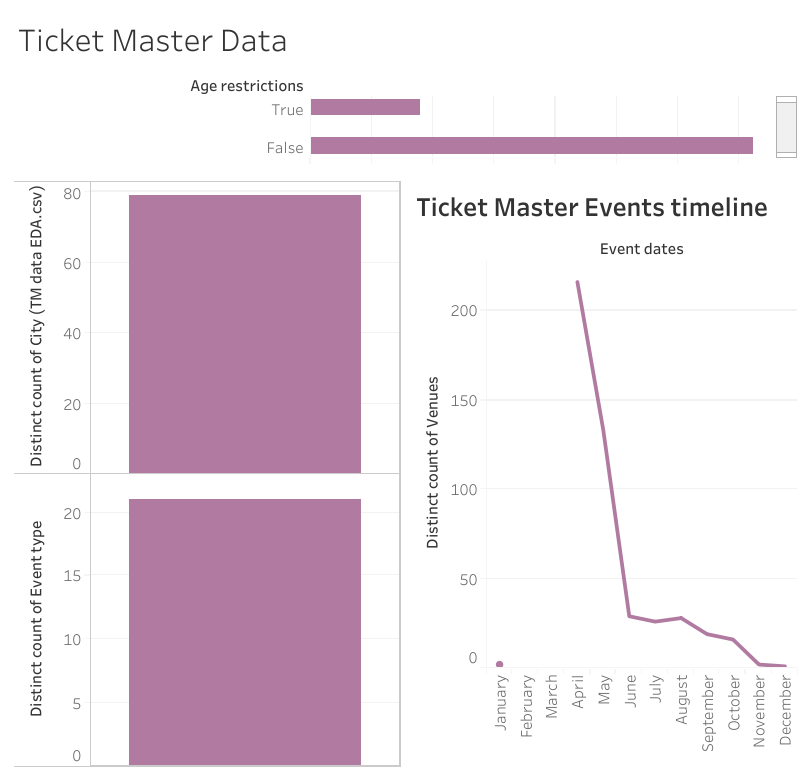 Ticket Master Data
Age restrictions
True
False
Distinct count of City (TM data EDA.csv)
80
60
40
20
0
Distinct count of Event type
20
15
10
5
0
Ticket Master Events timeline
Event dates
Distinct count of Venues
200
150
100
50
0
January
February
March
April
May
June
July
August
September
October
November
December